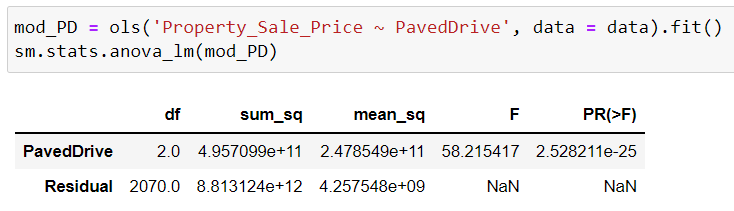 mod_PD = ols('Property_Sale_Price ~ PavedDrive', data = data).fit()
sm.stats.anova_lm(mod_PD)
df sum_sq mean_sq F PR(>F)
PavedDrive 2.0 4.957099e+11 2.478549e+11 58.215417 2.528211e-25
Residual 2070.0 8.813124e+12 4.257548e+09 NaN NaN